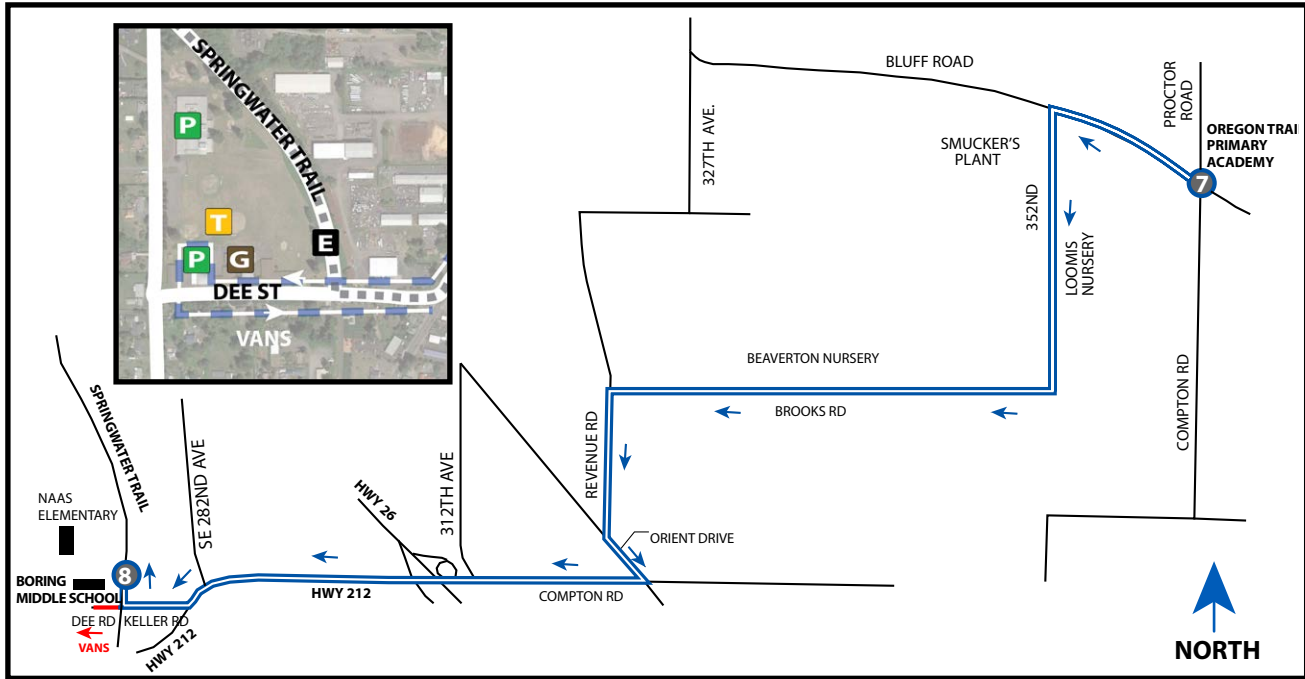 SPRINGWATER TRAIL
P
T
P
G
E
DEE ST
VANS
BLUFF ROAD
PROCTOR
ROAD
OREGON TRAI
PRIMARY
ACADEMY
7
SMUCKER'S
PLANT
327TH AVE.
352ND
LOOMIS
NURSERY
COMPTON RD
BEAVERTON NURSERY
BROOKS RD
REVENUE RD
ORIENT DRIVE
SPRINGWATER TRAIL
SE 282ND AVE
312TH AVE
HWY 26
NAAS
ELEMENTARY
8
BORING
MIDDLE SCHOOL
HWY 212
COMPTON RD
DEE RD
KELLER RD
VANS
HWY 212
NORTH